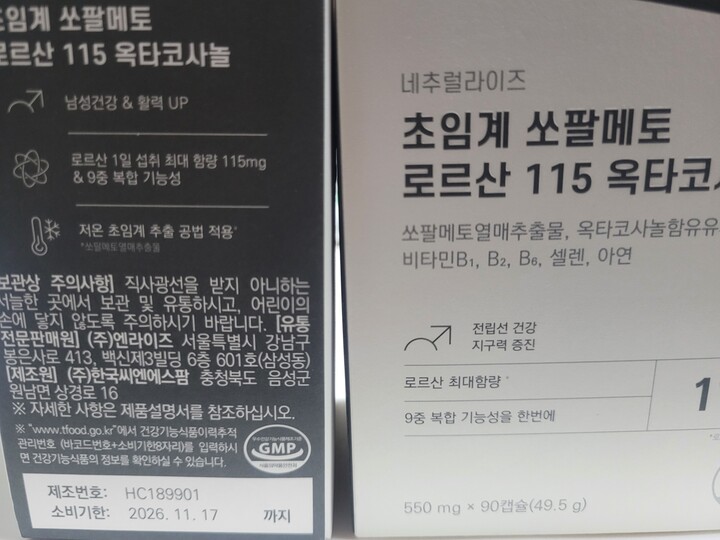 초임계 쏘팔메토
로르산 115 옥타코사놀
남성건강 & 활력 UP
로르산 1일 섭취 최대 함량 115mg
& 9중 복합 기능성
저온 초임계 추출 공법 적용*
*쏘팔메토열매추출물
보관상 주의사항] 직사광선을 받지 아니하는
서늘한 곳에서 보관 및 유통하시고, 어린이의
손에 닿지 않도록 주의하시기 바랍니다. [유통
전문판매원] (주)엔라이즈 서울특별시 강남구
봉은사로 413, 백신제3빌딩 6층 601호(삼성동)
[제조원] (주)한국씨엔에스팜 충청북도 음성군
원남면 상경로 16
※ 자세한 사항은 제품설명서를 참조하십시오.
※ "www.tfood.go.kr"에서 건강기능식품이력추적
관리번호 (바코드번호+소비기한8자리)를 입력하시
면 건강기능식품의 정보를 확인하실 수 있습니다.
GMP
제조번호: HC189901
소비기한: 2026. 11. 17 까지
네추럴라이즈
초임계 쏘팔메토
로르산 115 옥타코
쏘팔메토열매추출물, 옥타코사놀함유유
비타민B₁, B₂, B₆, 셀렌, 아연
전립선 건강
지구력 증진
로르산 최대함량*
9중 복합 기능성을 한번에
1
550 mg × 90캡슐(49.5 g)